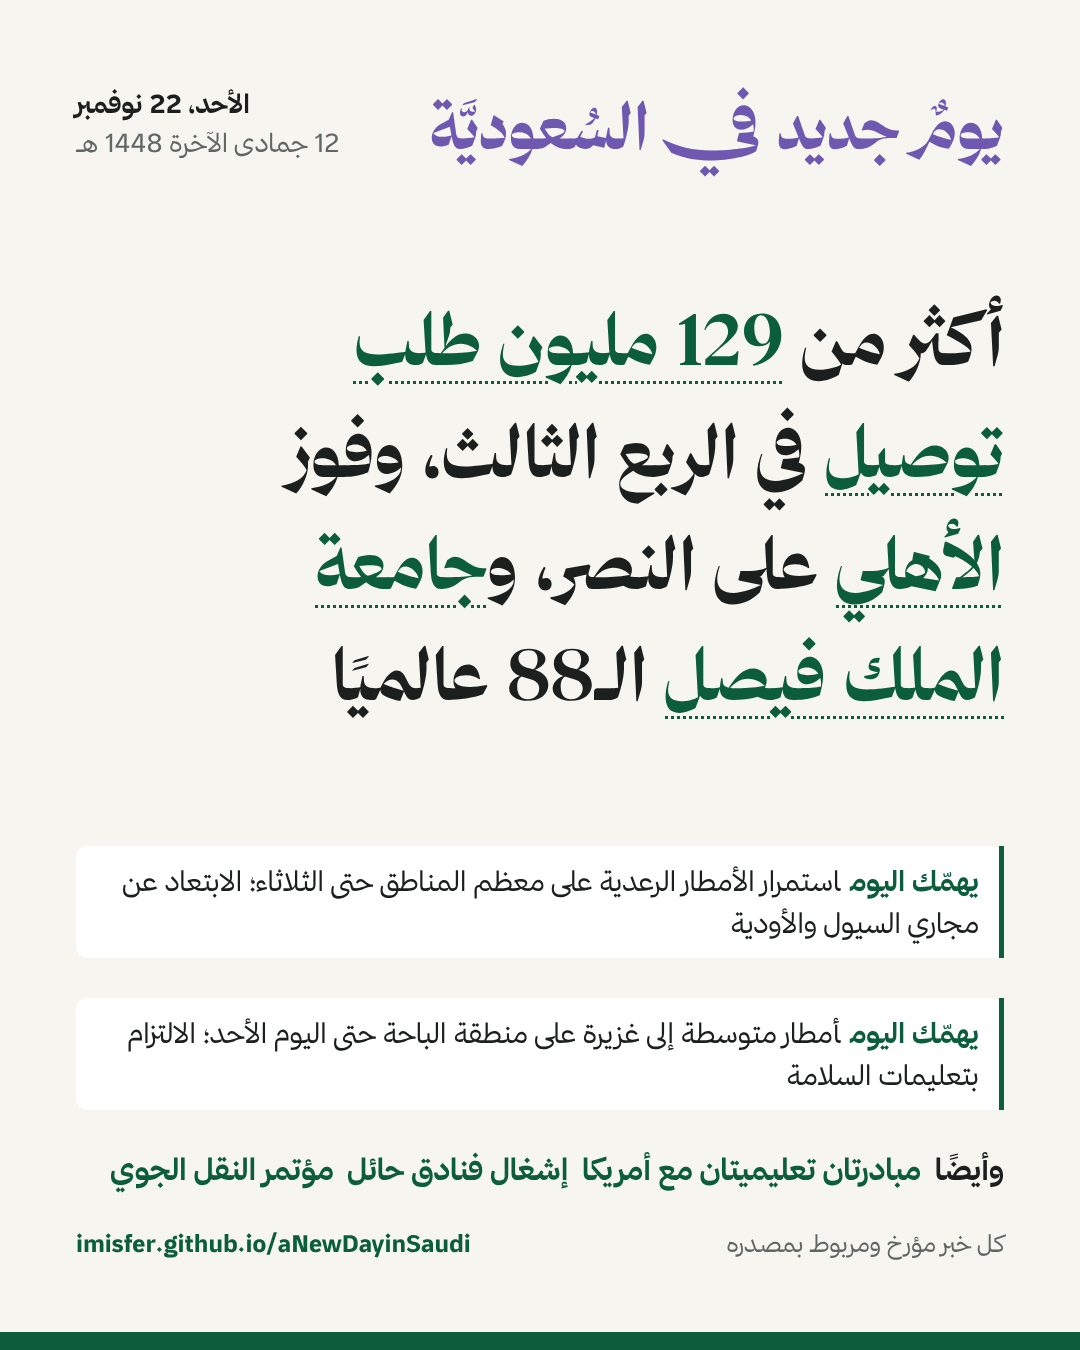 يومٌ جديد في السُعوديَّة
الأحد، 22 نوفمبر
12 جمادى الآخرة 1448 هـ
أكثر من 129 مليون طلب
توصيل في الربع الثالث، وفوز
الأهلي على النصر، وجامعة
الملك فيصل الـ88 عالميًا
يهمّك اليوم استمرار الأمطار الرعدية على معظم المناطق حتى الثلاثاء؛ الابتعاد عن
مجاري السيول والأودية
يهمّك اليوم أمطار متوسطة إلى غزيرة على منطقة الباحة حتى اليوم الأحد؛ الالتزام
بتعليمات السلامة
وأيضًا مبادرتان تعليميتان مع أمريكا إشغال فنادق حائل مؤتمر النقل الجوي
كل خبر مؤرخ ومربوط بمصدره
imisfer.github.io/aNewDayinSaudi